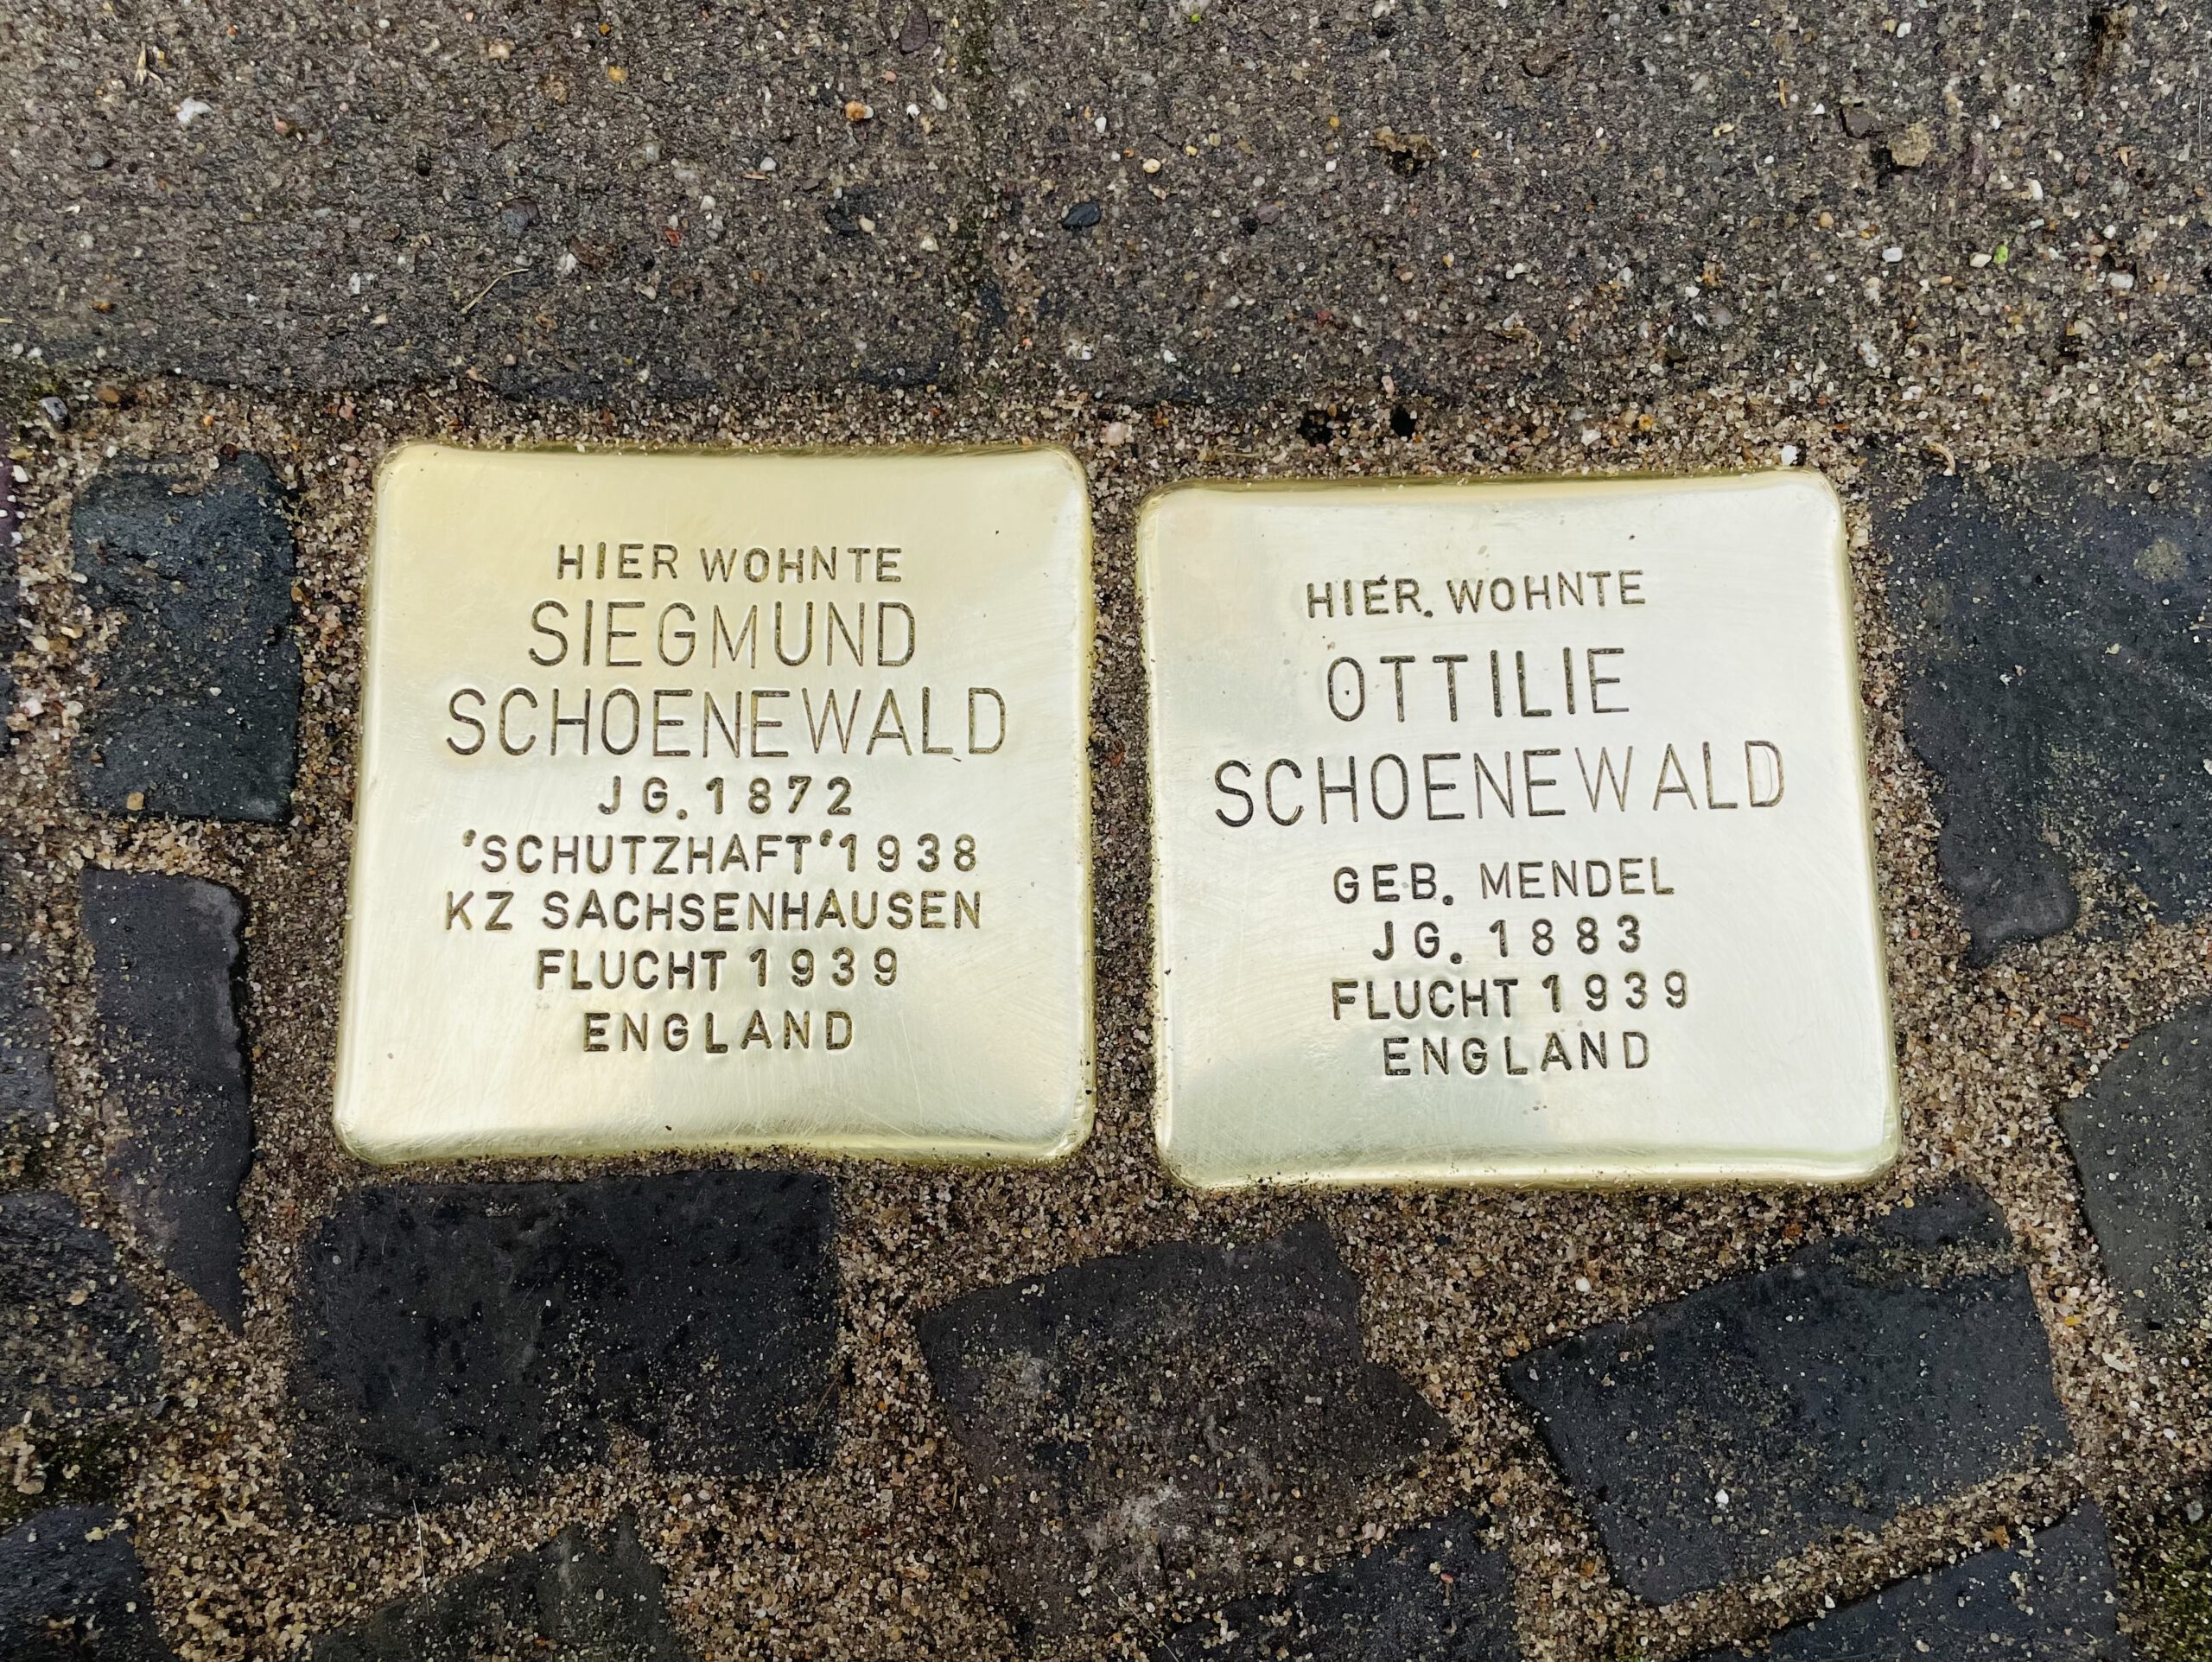 HIER WOHNTE
SIEGMUND
SCHOENEWALD
JG. 1872
'SCHUTZHAFT' 1938
KZ SACHSENHAUSEN
FLUCHT 1939
ENGLAND
HIER WOHNTE
OTTILIE
SCHOENEWALD
GEB. MENDEL
JG. 1883
FLUCHT 1939
ENGLAND